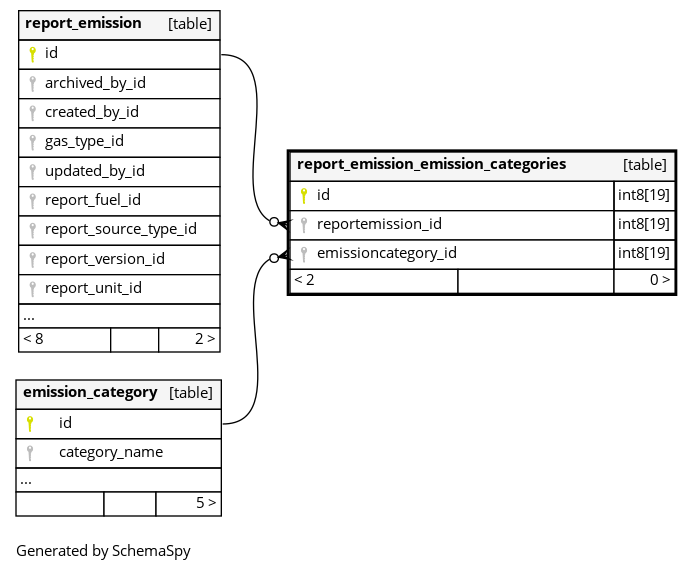 report_emission [table]
id
archived_by_id
created_by_id
gas_type_id
updated_by_id
report_fuel_id
report_source_type_id
report_version_id
report_unit_id
...
< 8 2 >
report_emission_emission_categories [table]
id int8[19]
reportemission_id int8[19]
emissioncategory_id int8[19]
< 2 0 >
emission_category [table]
id
category_name
...
5 >
Generated by SchemaSpy